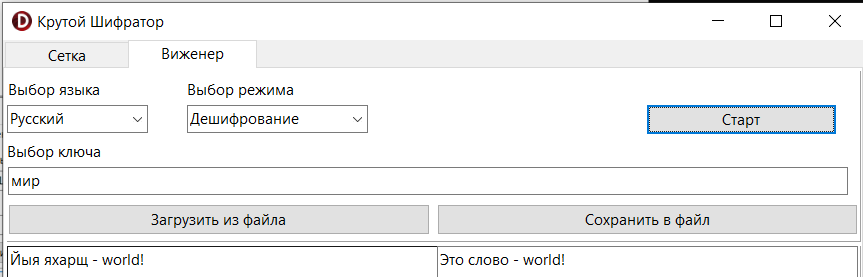 Крутой Шифратор
Сетка Виженер
Выбор языка Выбор режима
Русский Дешифрование Старт
Выбор ключа
мир
Загрузить из файла Сохранить в файл
Йыя яхарщ - world! Это слово - world!